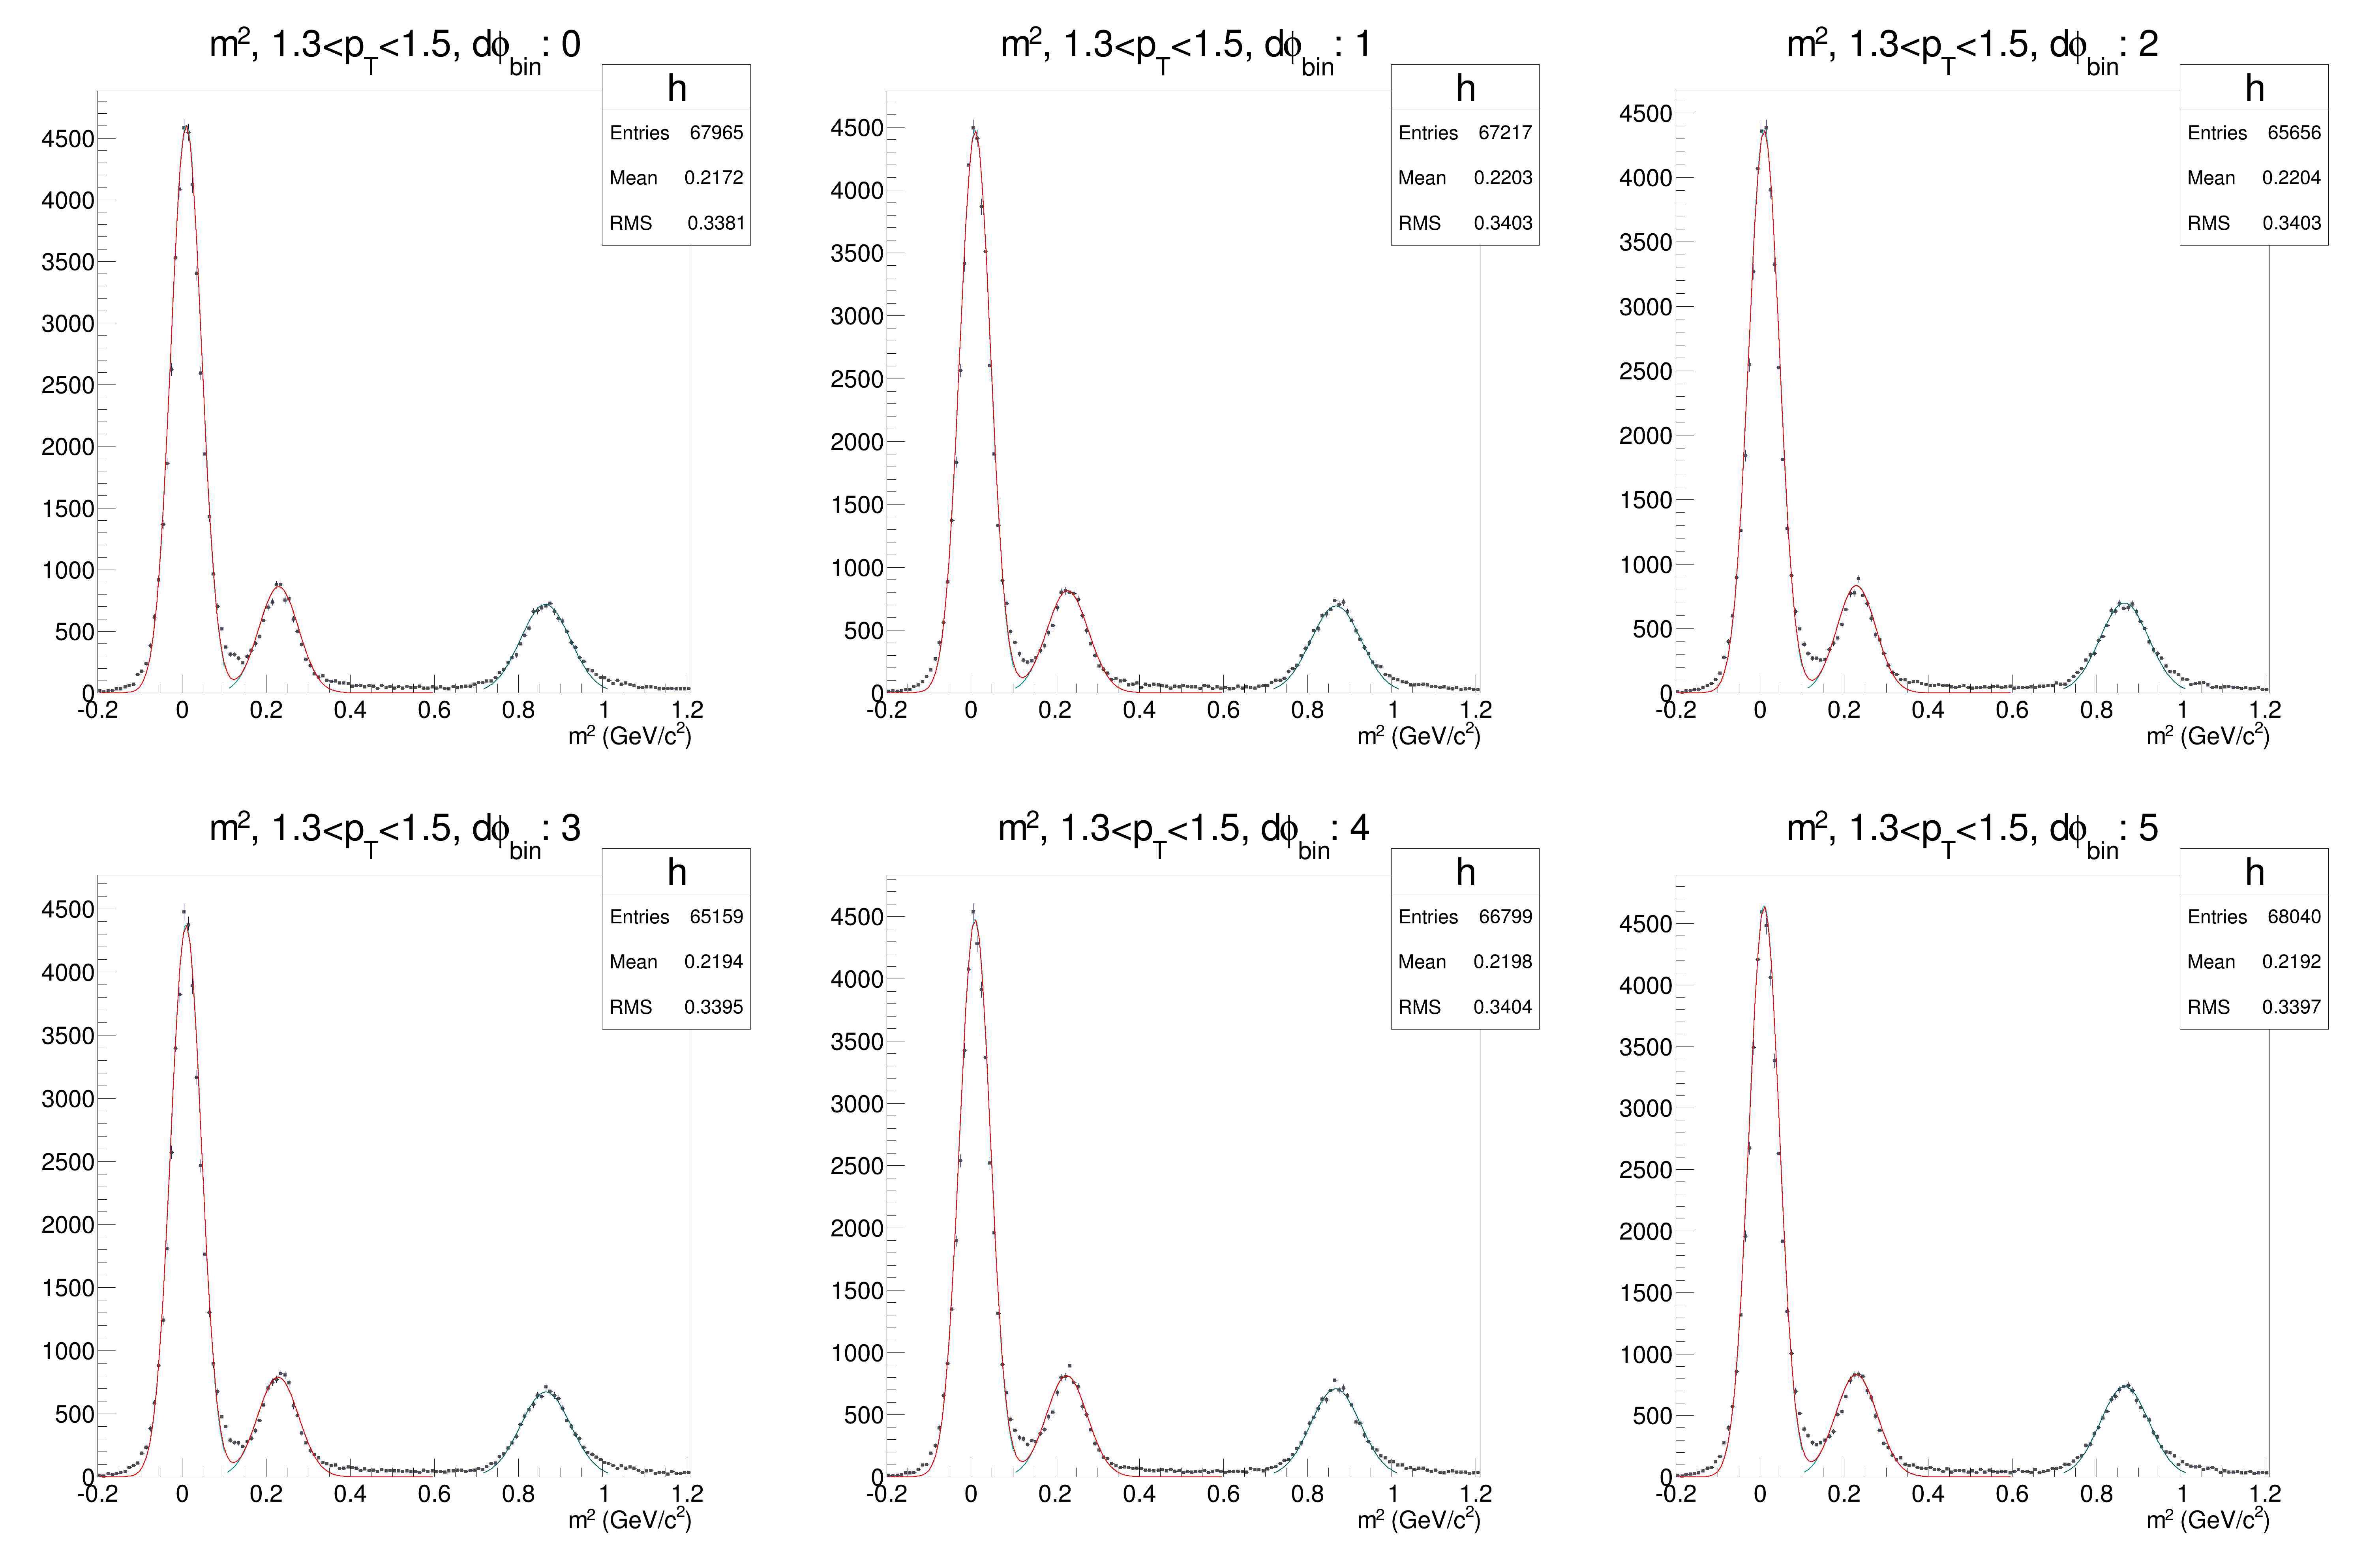 m², 1.3<p_T<1.5, dϕ_bin: 0
h
Entries 67965
Mean 0.2172
RMS 0.3381
4500
4000
3500
3000
2500
2000
1500
1000
500
0
-0.2 0 0.2 0.4 0.6 0.8 1 1.2
m² (GeV/c²)
m², 1.3<p_T<1.5, dϕ_bin: 1
h
Entries 67217
Mean 0.2203
RMS 0.3403
4500
4000
3500
3000
2500
2000
1500
1000
500
0
-0.2 0 0.2 0.4 0.6 0.8 1 1.2
m² (GeV/c²)
m², 1.3<p_T<1.5, dϕ_bin: 2
h
Entries 65656
Mean 0.2204
RMS 0.3403
4500
4000
3500
3000
2500
2000
1500
1000
500
0
-0.2 0 0.2 0.4 0.6 0.8 1 1.2
m² (GeV/c²)
m², 1.3<p_T<1.5, dϕ_bin: 3
h
Entries 65159
Mean 0.2194
RMS 0.3395
4500
4000
3500
3000
2500
2000
1500
1000
500
0
-0.2 0 0.2 0.4 0.6 0.8 1 1.2
m² (GeV/c²)
m², 1.3<p_T<1.5, dϕ_bin: 4
h
Entries 66799
Mean 0.2198
RMS 0.3404
4500
4000
3500
3000
2500
2000
1500
1000
500
0
-0.2 0 0.2 0.4 0.6 0.8 1 1.2
m² (GeV/c²)
m², 1.3<p_T<1.5, dϕ_bin: 5
h
Entries 68040
Mean 0.2192
RMS 0.3397
4500
4000
3500
3000
2500
2000
1500
1000
500
0
-0.2 0 0.2 0.4 0.6 0.8 1 1.2
m² (GeV/c²)